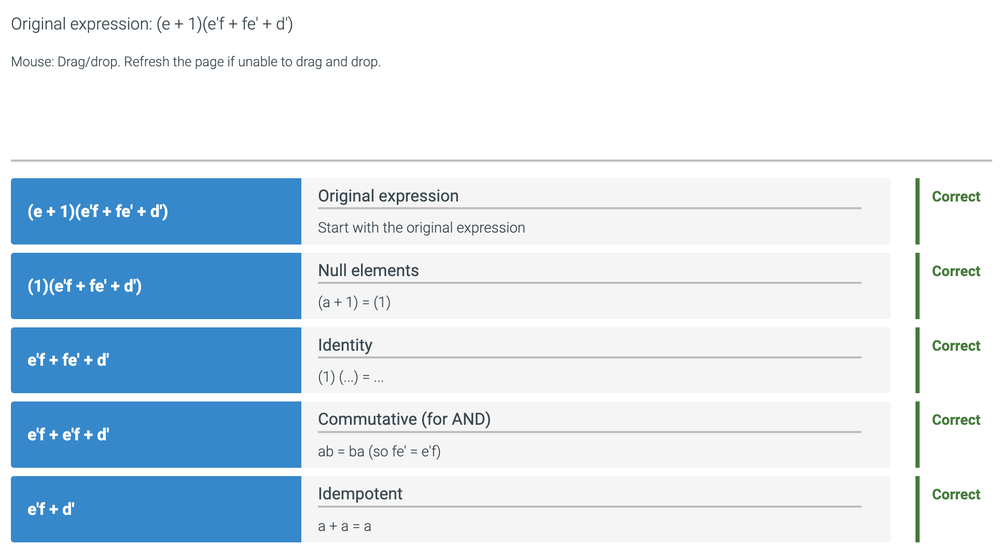 Original expression: (e + 1)(e'f + fe' + d')
Mouse: Drag/drop. Refresh the page if unable to drag and drop.
(e + 1)(e'f + fe' + d')
Original expression
Start with the original expression
Correct
(1)(e'f + fe' + d')
Null elements
(a + 1) = (1)
Correct
e'f + fe' + d'
Identity
(1) (...) = ...
Correct
e'f + e'f + d'
Commutative (for AND)
ab = ba (so fe' = e'f)
Correct
e'f + d'
Idempotent
a + a = a
Correct